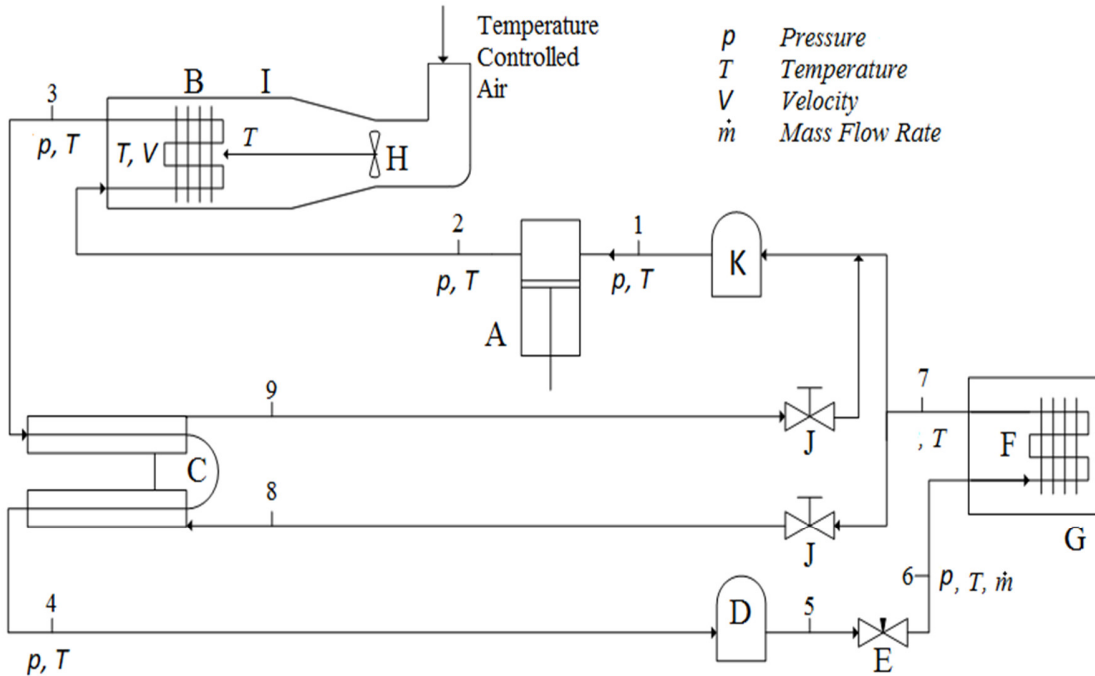 Temperature
Controlled
Air
p Pressure
T Temperature
V Velocity
ṁ Mass Flow Rate
B I
3
p, T
T, V
T
H
2
p, T
1
p, T
K
A
9
J
7
, T
F
C
8
J
G
6
p, T, ṁ
4
p, T
D
5
E